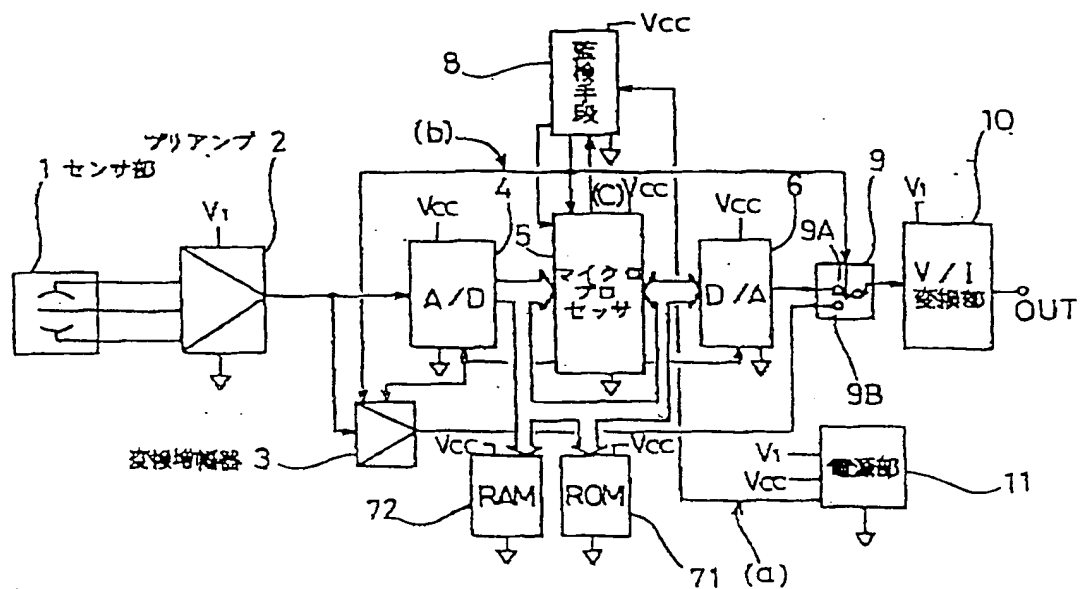 Vcc
8
監検手段
(b)
プリアンプ 2
1 センサ部
V1
Vcc
4
(C)
Vcc
5
6
Vcc
9A
9
10
V1
A/D
マイクロ
プロ
セッサ
D/A
V/I
変換部
OUT
9B
変換増幅器 3
Vcc
Vcc
RAM
ROM
72
71
(a)
V1
Vcc
電源部
11